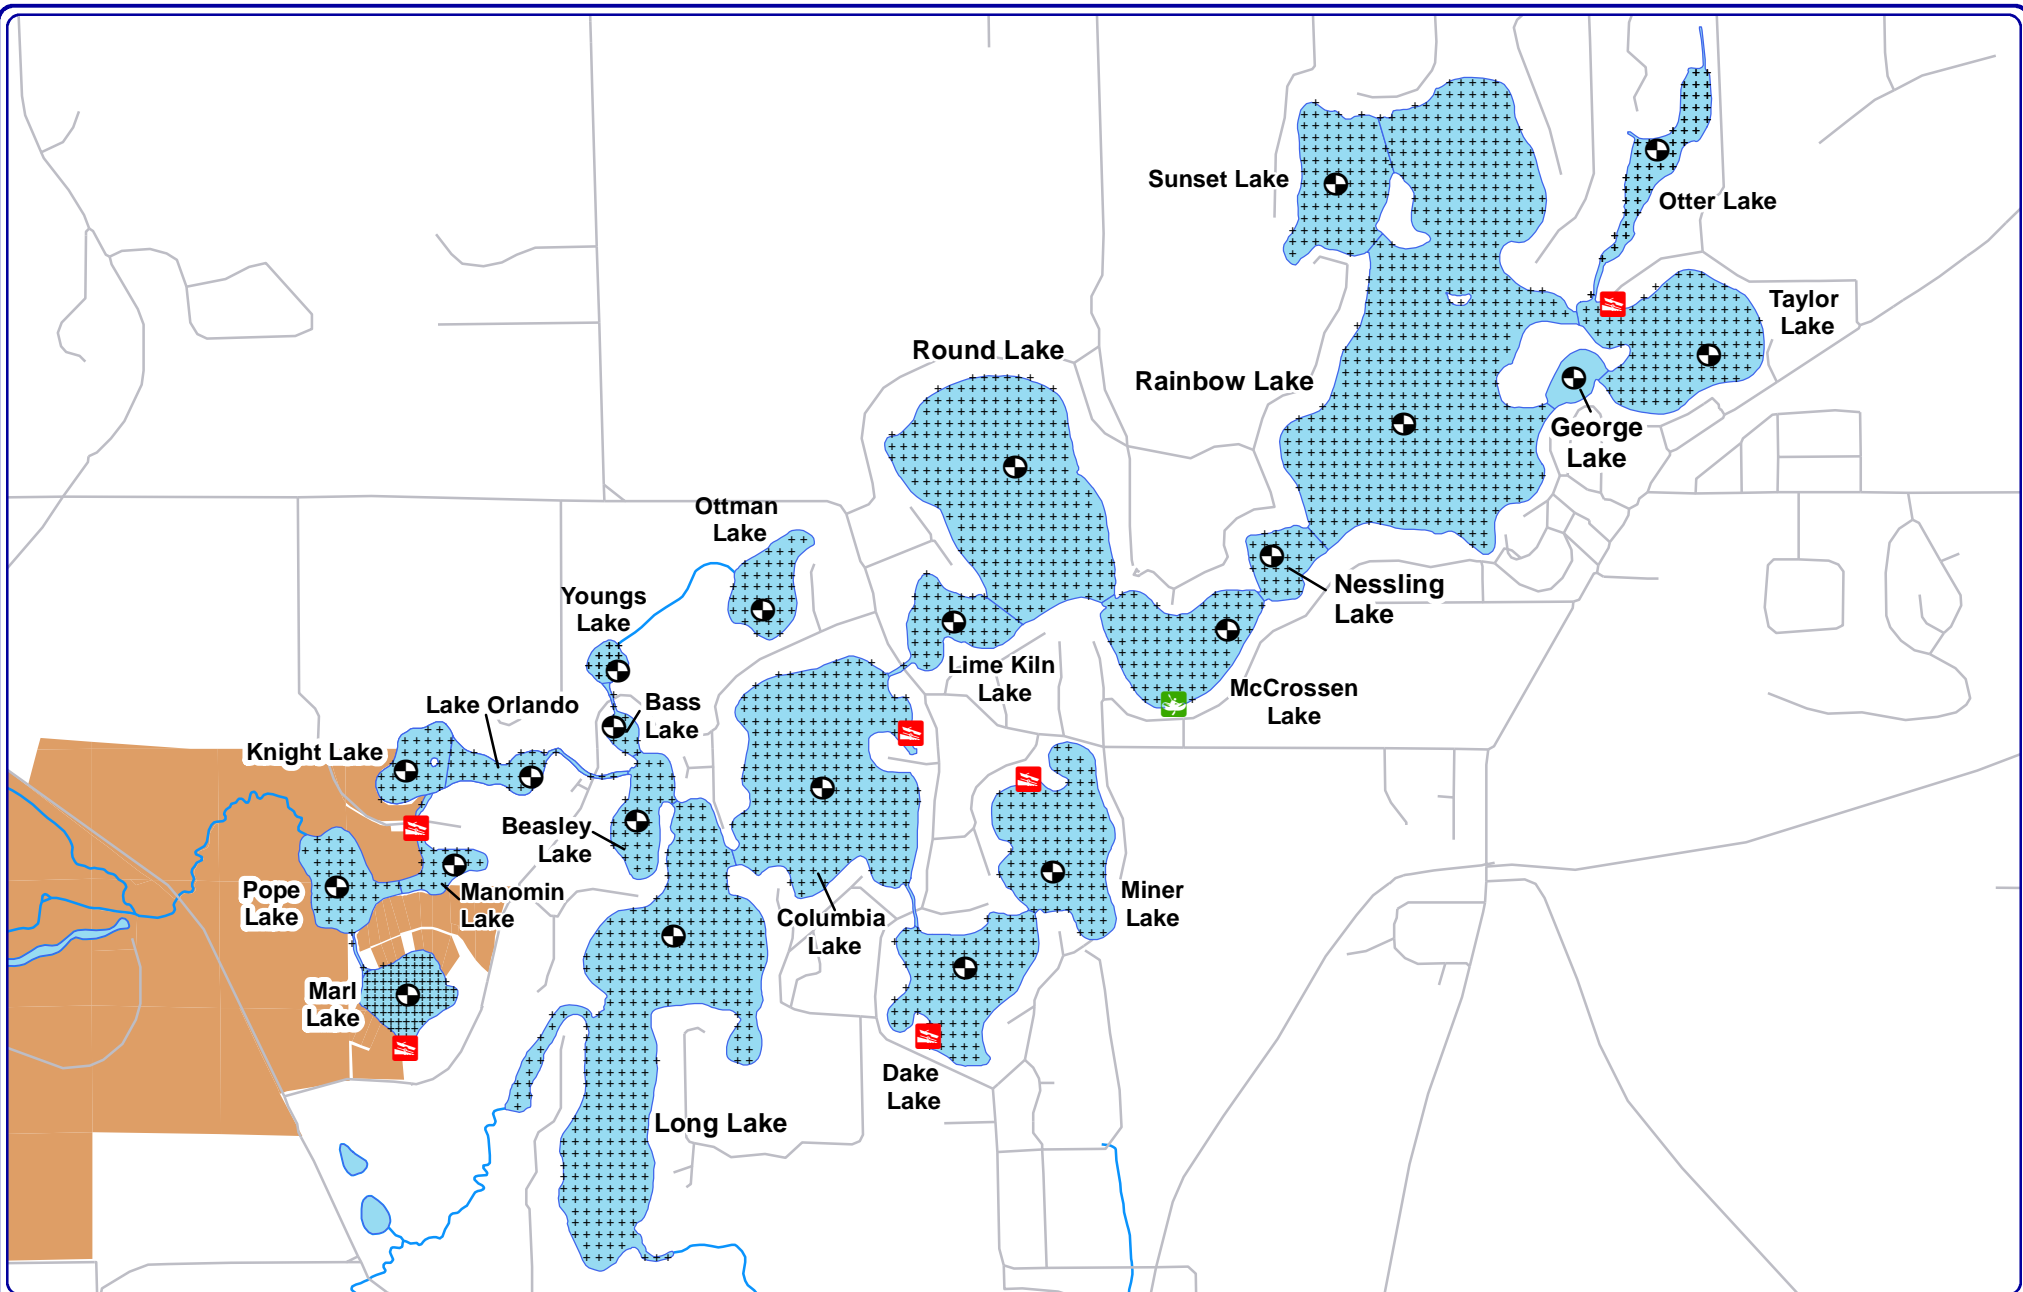 Sunset Lake
Otter Lake
Taylor
Lake
Round Lake
Rainbow Lake
George
Lake
Ottman
Lake
Youngs
Lake
Nessling
Lake
Lime Kiln
Lake
McCrossen
Lake
Bass
Lake
Lake Orlando
Knight Lake
Beasley
Lake
Pope
Lake
Manomin
Lake
Columbia
Lake
Miner
Lake
Marl
Lake
Dake
Lake
Long Lake